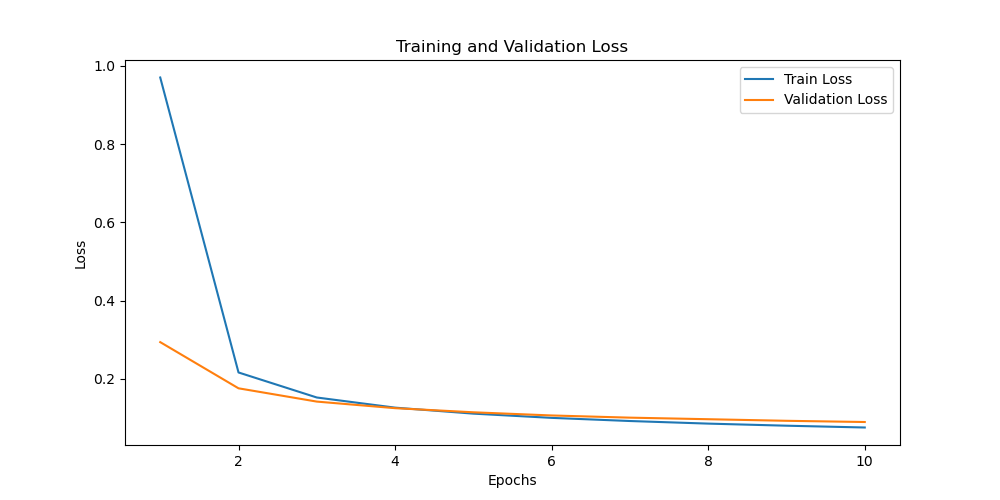 Training and Validation Loss
Train Loss
Validation Loss
1.0
0.8
0.6
0.4
0.2
Loss
2 4 6 8 10
Epochs